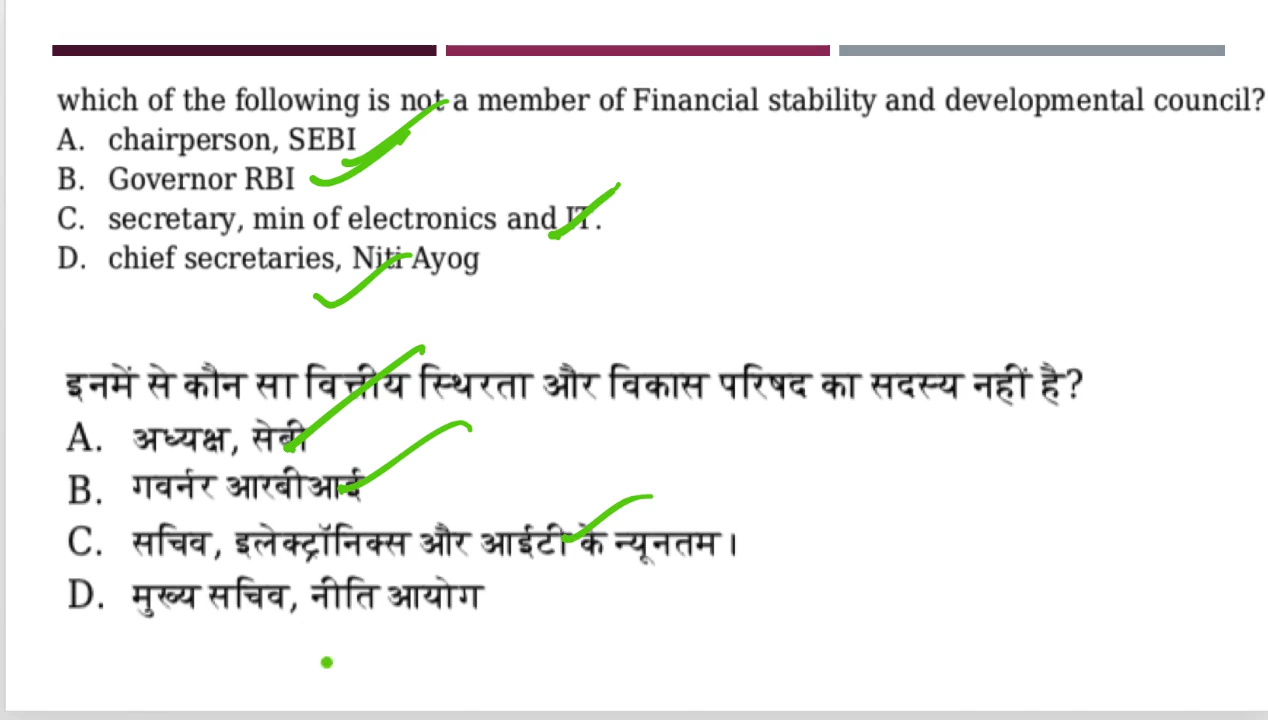 which of the following is not a member of Financial stability and developmental council?
A. chairperson, SEBI
B. Governor RBI
C. secretary, min of electronics and IT.
D. chief secretaries, Niti Ayog
इनमें से कौन सा वित्तीय स्थिरता और विकास परिषद का सदस्य नहीं है?
A. अध्यक्ष, सेबी
B. गवर्नर आरबीआई
C. सचिव, इलेक्ट्रॉनिक्स और आईटी के न्यूनतम।
D. मुख्य सचिव, नीति आयोग